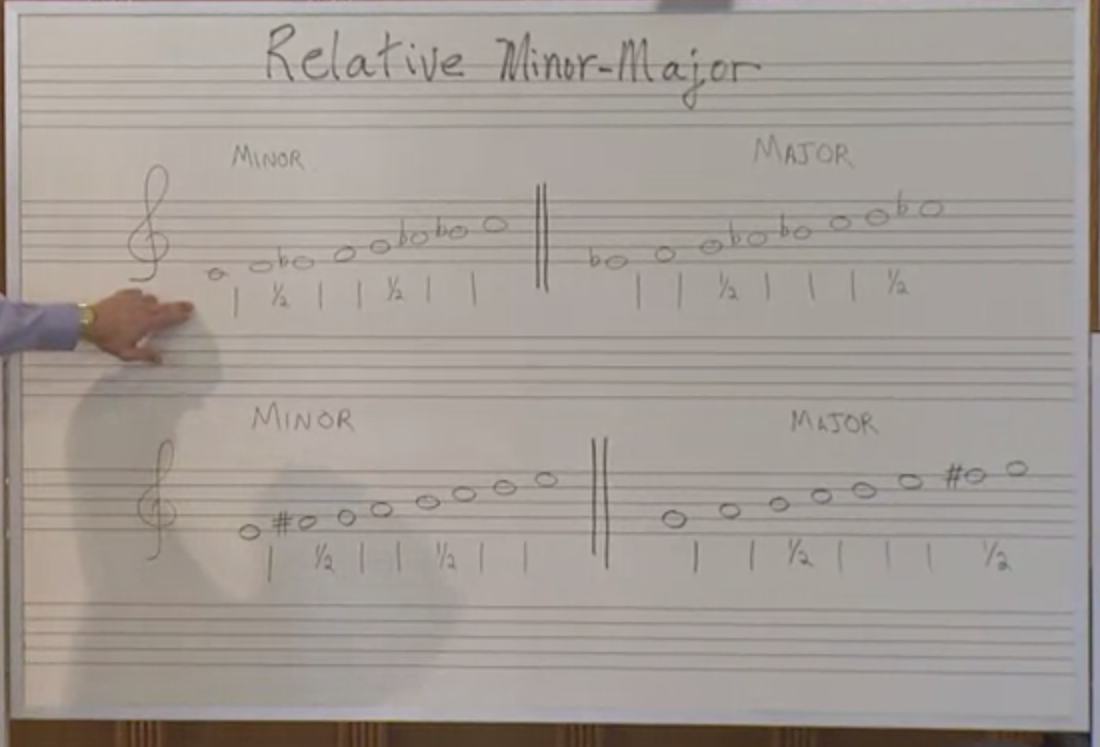 Relative Minor-Major
MINOR MAJOR
b b b b b b b b
| ½ | | ½ | | | | ½ | | | ½
MINOR MAJOR
# #
| ½ | | ½ | | | | ½ | | | ½